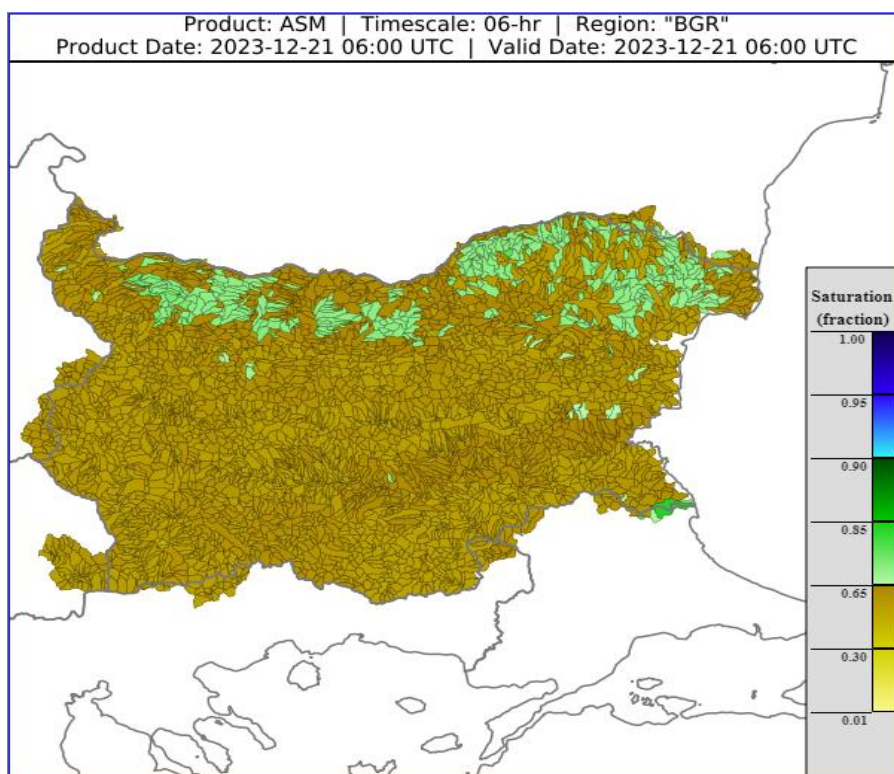 Product: ASM | Timescale: 06-hr | Region: "BGR"
Product Date: 2023-12-21 06:00 UTC | Valid Date: 2023-12-21 06:00 UTC
Saturation
(fraction)
1.00
0.95
0.90
0.85
0.65
0.30
0.01